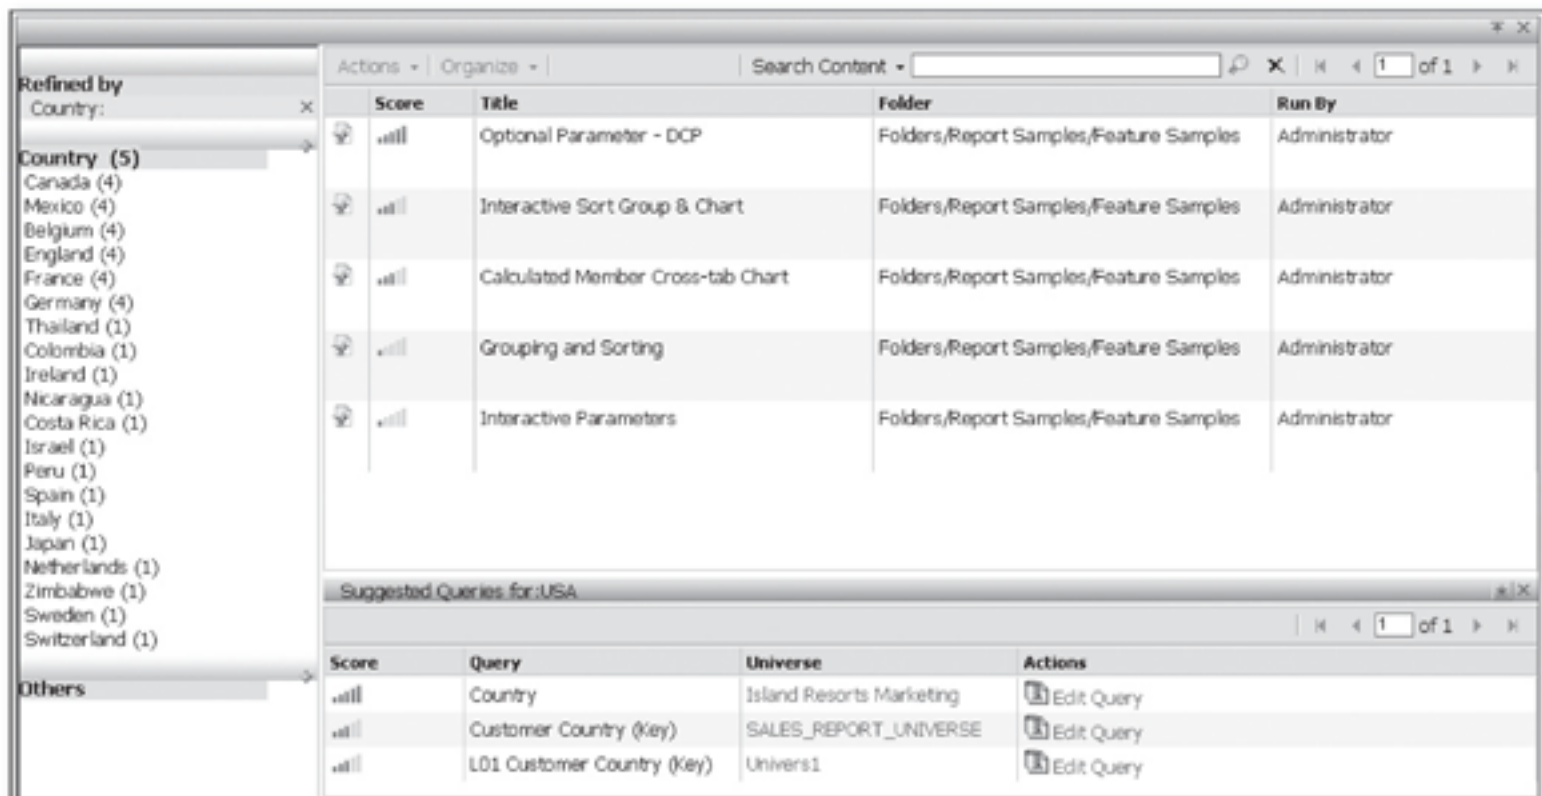 Refined by
Country:
Country (5)
Canada (4)
Mexico (4)
Belgium (4)
England (4)
France (4)
Germany (4)
Thailand (1)
Colombia (1)
Ireland (1)
Nicaragua (1)
Costa Rica (1)
Israel (1)
Peru (1)
Spain (1)
Italy (1)
Japan (1)
Netherlands (1)
Zimbabwe (1)
Sweden (1)
Switzerland (1)
Others
Actions Organize Search Content 1 of 1
Score Title Folder Run By
Optional Parameter - DCP Folders/Report Samples/Feature Samples Administrator
Interactive Sort Group & Chart Folders/Report Samples/Feature Samples Administrator
Calculated Member Cross-tab Chart Folders/Report Samples/Feature Samples Administrator
Grouping and Sorting Folders/Report Samples/Feature Samples Administrator
Interactive Parameters Folders/Report Samples/Feature Samples Administrator
Suggested Queries for:USA
1 of 1
Score Query Universe Actions
Country Island Resorts Marketing Edit Query
Customer Country (Key) SALES_REPORT_UNIVERSE Edit Query
L01 Customer Country (Key) Univers1 Edit Query